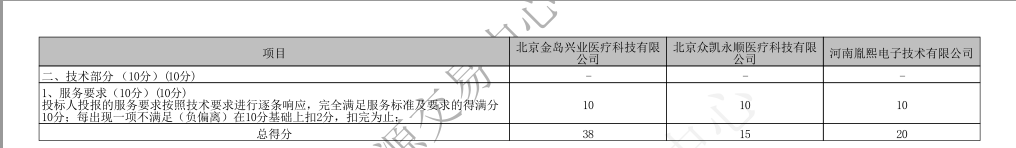 项目
北京金岛兴业医疗科技有限
公司
北京众凯永顺医疗科技有限
公司
河南胤熙电子技术有限公司
二、技术部分（10分）(10分)
-
-
-
1、服务要求（10分）(10分)
投标人投报的服务要求按照技术要求进行逐条响应，完全满足服务标准及要求的得满分
10分；每出现一项不满足（负偏离）在10分基础上扣2分，扣完为止；
10
10
10
总得分
38
15
20
源交易中心
中心